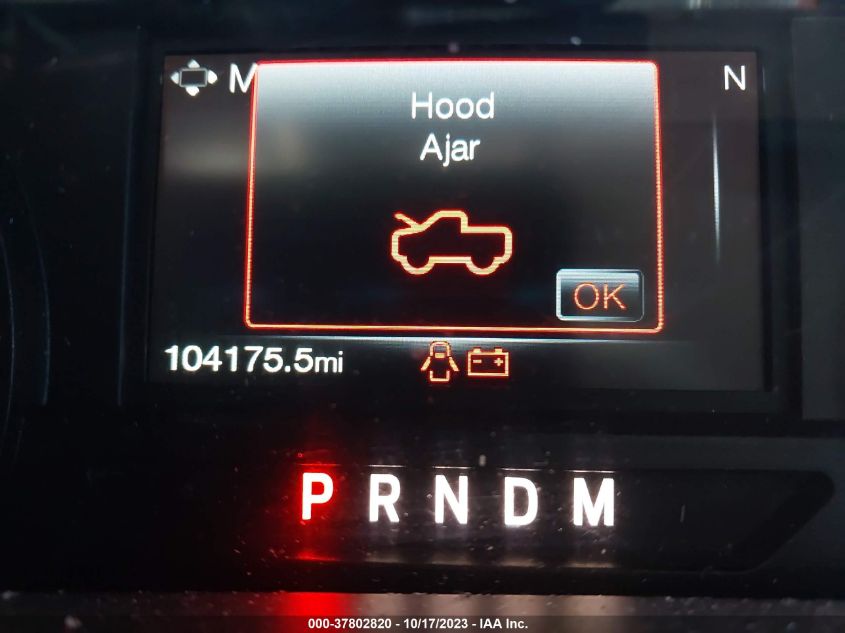 M
N
Hood
Ajar
OK
104175.5mi
P R N D M
000-37802820 - 10/17/2023 - IAA Inc.